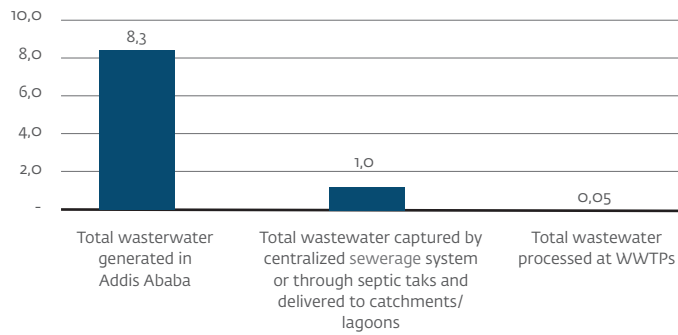 10,0
8,0
6,0
4,0
2,0
-
8,3
1,0
0,05
Total wasterwater
generated in
Addis Ababa
Total wastewater captured by
centralized sewerage system
or through septic taks and
delivered to catchments/
lagoons
Total wastewater
processed at WWTPs